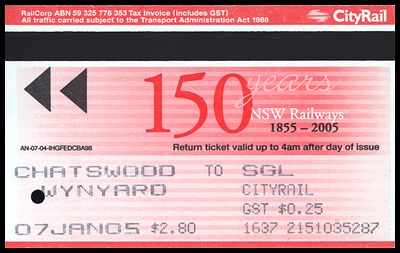 RailCorp ABN 59 325 778 353 Tax Invoice (includes GST)
All traffic carried subject to the Transport Administration Act 1988
CityRail
150 years
NSW Railways
1855 - 2005
AN-07-04-IHGFEDCBA98
Return ticket valid up to 4am after day of issue
CHATSWOOD TO SGL
WYNYARD CITYRAIL
GST $0.25
07JAN05 $2.80 1637 2151035287